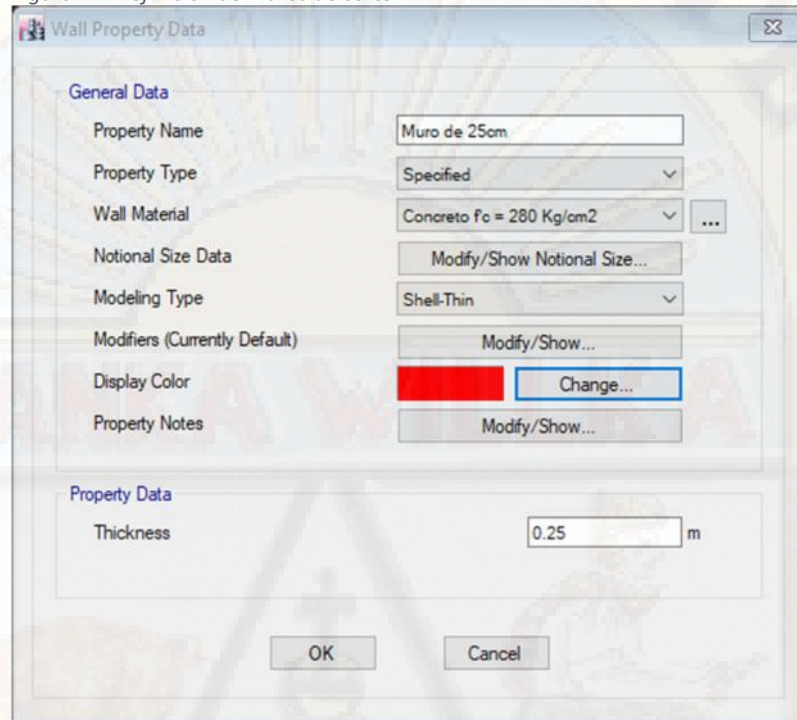 Wall Property Data
General Data
Property Name Muro de 25cm
Property Type Specified
Wall Material Concreto f'c = 280 Kg/cm2 ...
Notional Size Data Modify/Show Notional Size...
Modeling Type Shell-Thin
Modifiers (Currently Default) Modify/Show...
Display Color Change...
Property Notes Modify/Show...
Property Data
Thickness 0.25 m
OK Cancel